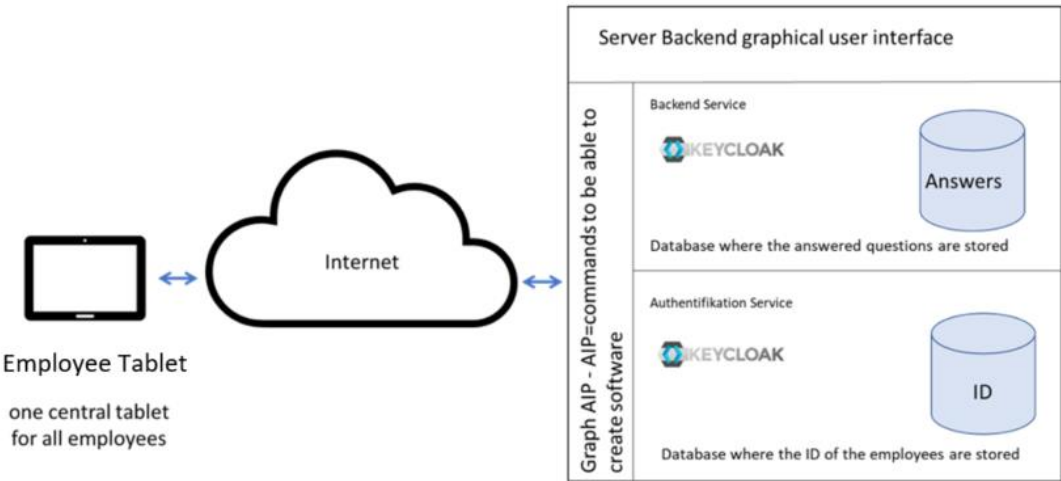 Server Backend graphical user interface
Graph AIP - AIP=commands to be able to
create software
Backend Service
KEYCLOAK
Answers
Database where the answered questions are stored
Authentifikation Service
KEYCLOAK
ID
Database where the ID of the employees are stored
Internet
Employee Tablet
one central tablet
for all employees